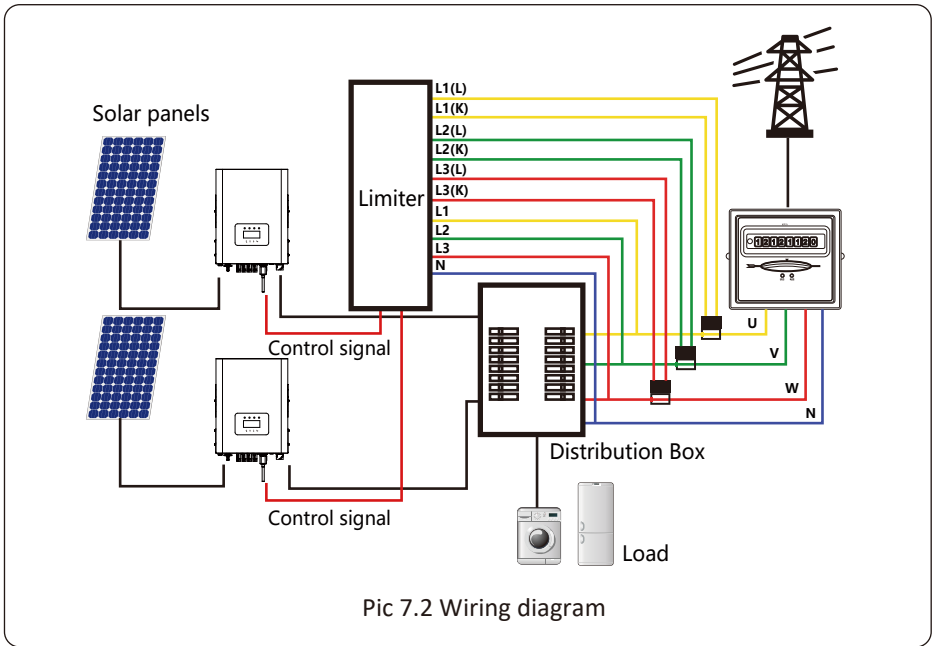 Solar panels
L1(L)
L1(K)
L2(L)
L2(K)
L3(L)
L3(K)
L1
L2
L3
N
Limiter
12121120
U
V
W
N
Control signal
Distribution Box
Control signal
Load
Pic 7.2 Wiring diagram